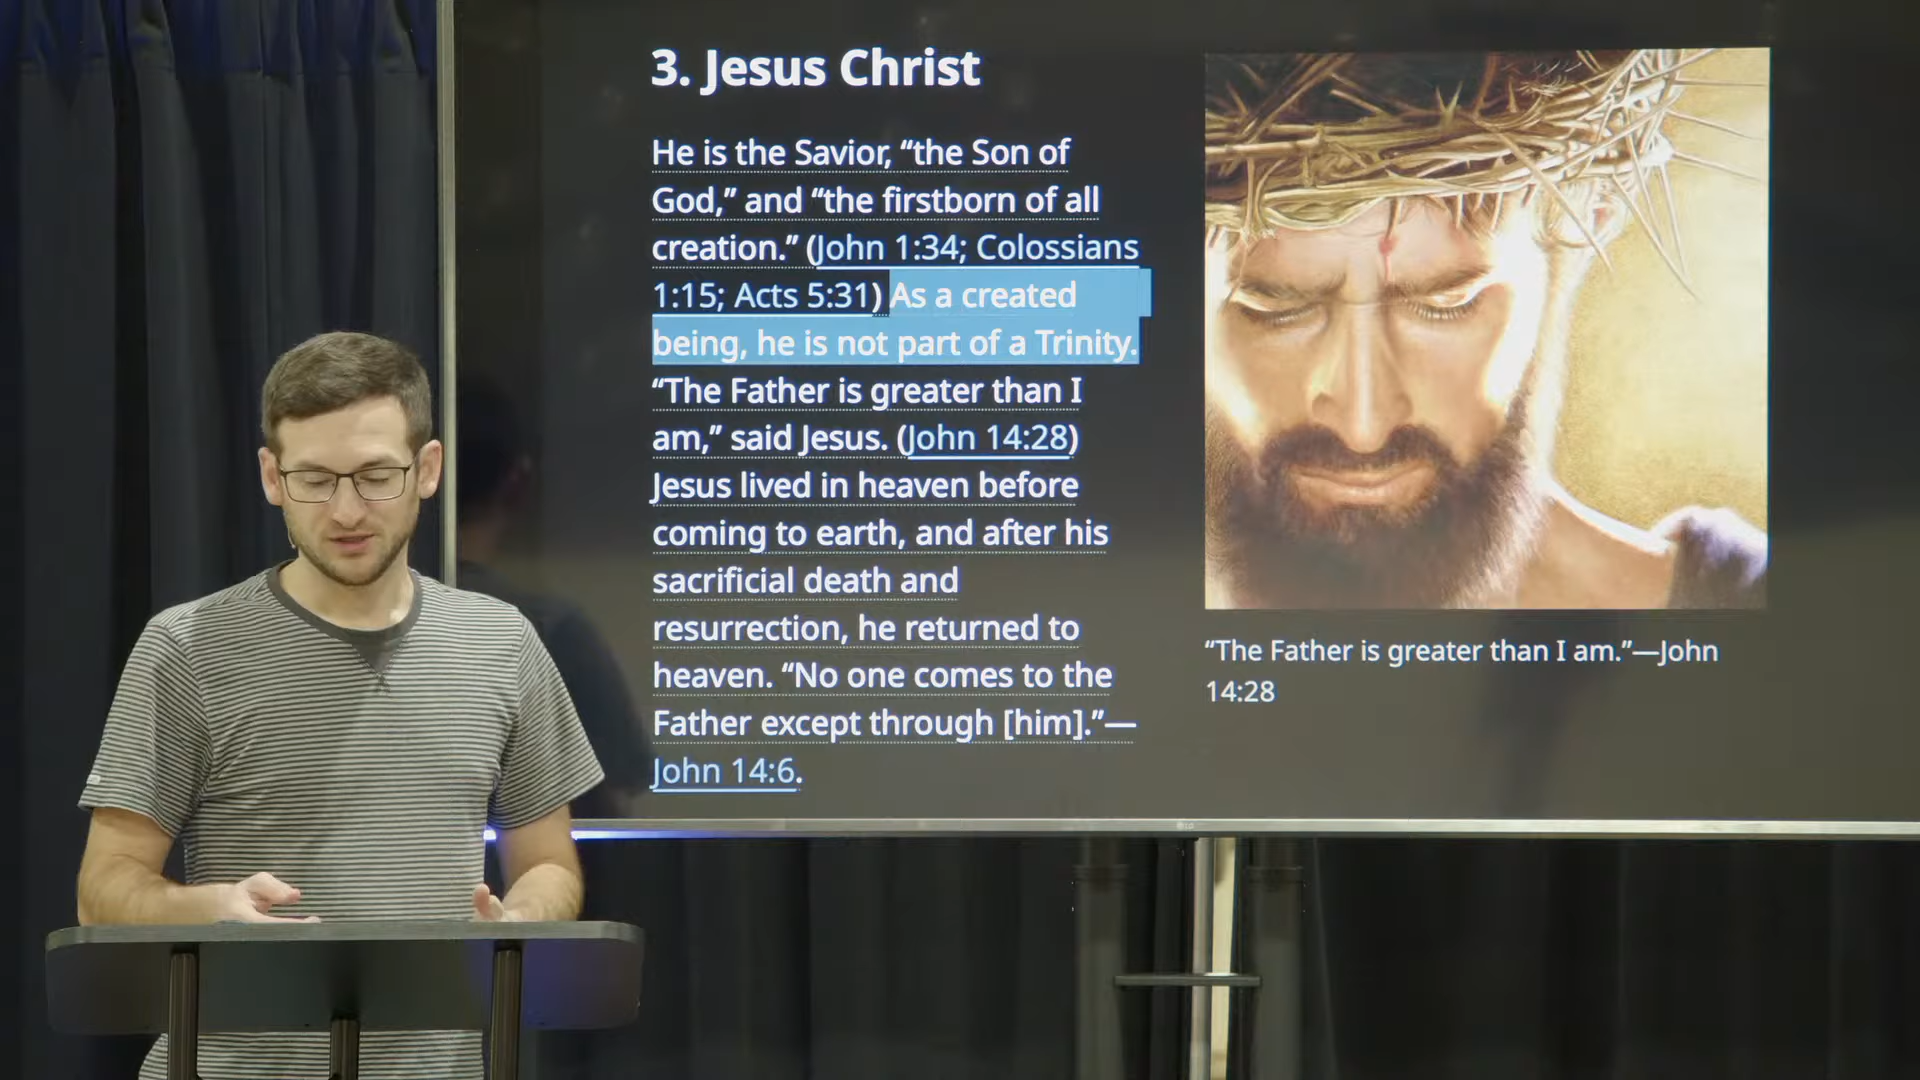 3. Jesus Christ
He is the Savior, “the Son of
God,” and “the firstborn of all
creation.” (John 1:34; Colossians
1:15; Acts 5:31) As a created
being, he is not part of a Trinity.
“The Father is greater than I
am,” said Jesus. (John 14:28)
Jesus lived in heaven before
coming to earth, and after his
sacrificial death and
resurrection, he returned to
heaven. “No one comes to the
Father except through [him].”—
John 14:6.
“The Father is greater than I am.”—John
14:28